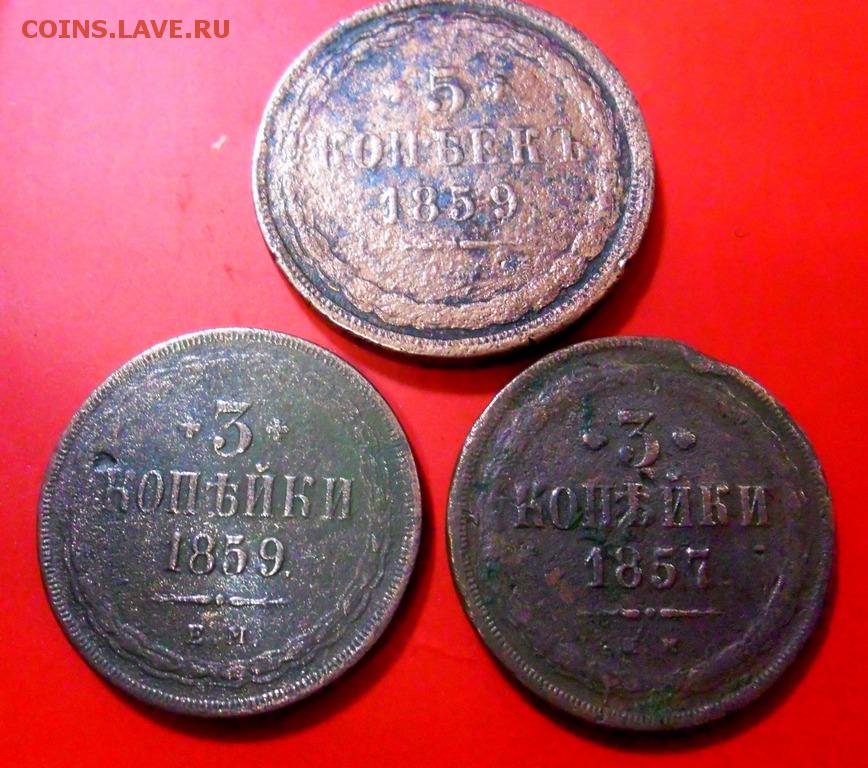 COINS.LAVE.RU
5
КОПѢЕКЪ
1859
3
КОПѢЙКИ
1859
Е.М.
3
КОПѢЙКИ
1857